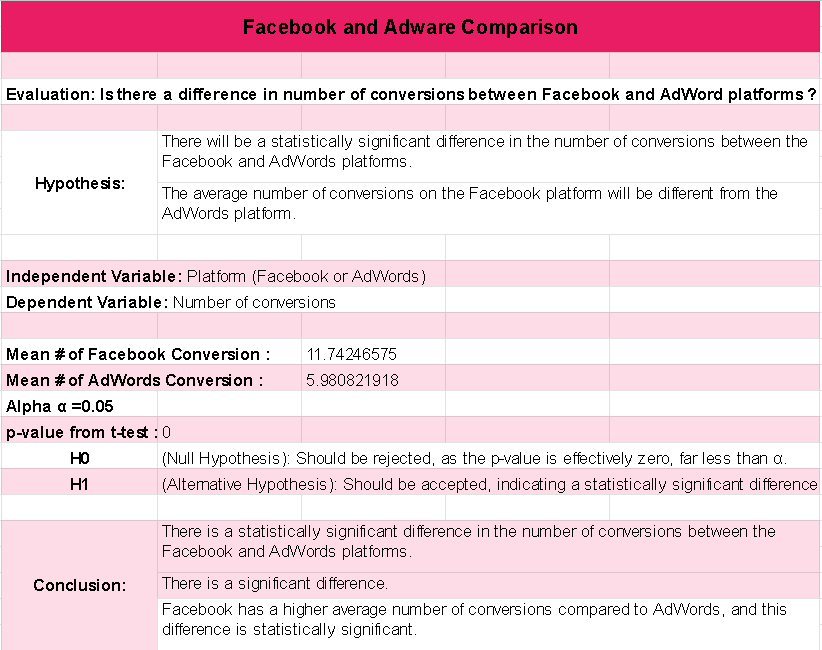 Facebook and Adware Comparison
Evaluation: Is there a difference in number of conversions between Facebook and AdWord platforms ?
Hypothesis:
There will be a statistically significant difference in the number of conversions between the
Facebook and AdWords platforms.
The average number of conversions on the Facebook platform will be different from the
AdWords platform.
Independent Variable: Platform (Facebook or AdWords)
Dependent Variable: Number of conversions
Mean # of Facebook Conversion : 11.74246575
Mean # of AdWords Conversion : 5.980821918
Alpha α =0.05
p-value from t-test : 0
H0 (Null Hypothesis): Should be rejected, as the p-value is effectively zero, far less than α.
H1 (Alternative Hypothesis): Should be accepted, indicating a statistically significant difference
Conclusion:
There is a statistically significant difference in the number of conversions between the
Facebook and AdWords platforms.
There is a significant difference.
Facebook has a higher average number of conversions compared to AdWords, and this
difference is statistically significant.